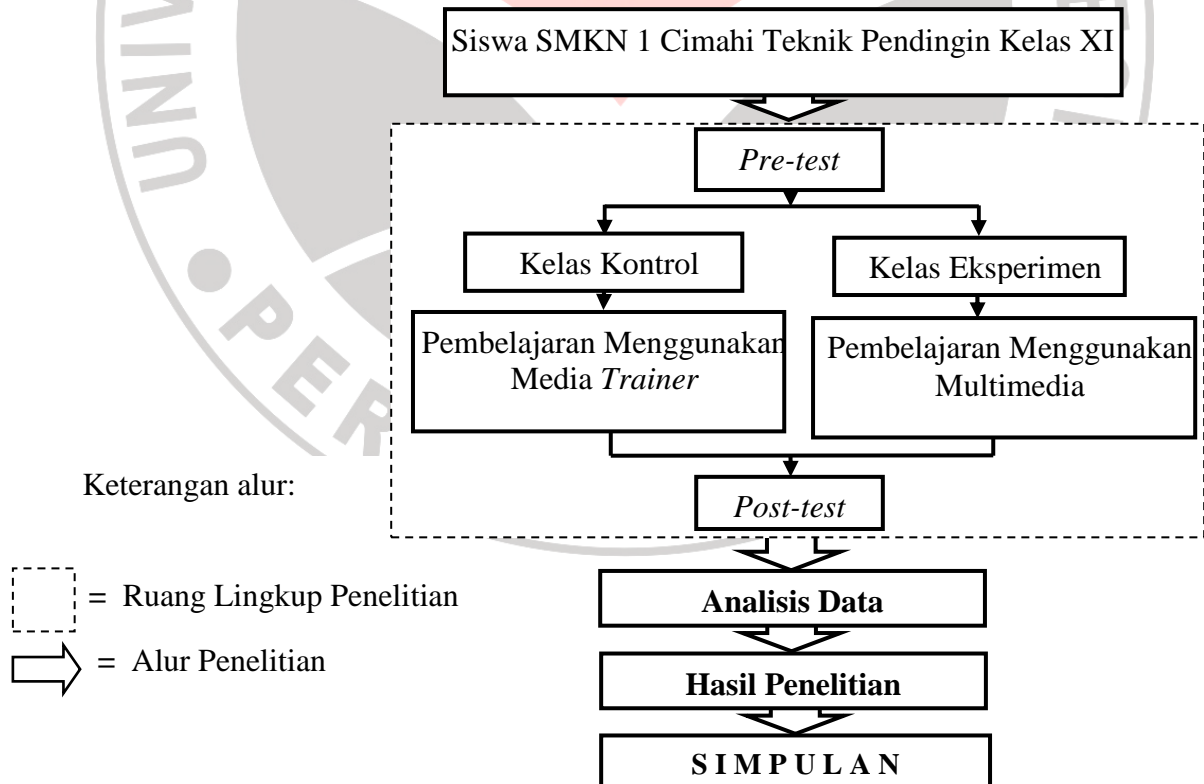 Siswa SMKN 1 Cimahi Teknik Pendingin Kelas XI
Pre-test
Kelas Kontrol
Kelas Eksperimen
Pembelajaran Menggunakan
Media Trainer
Pembelajaran Menggunakan
Multimedia
Keterangan alur:
Post-test
= Ruang Lingkup Penelitian
= Alur Penelitian
Analisis Data
Hasil Penelitian
S I M P U L A N